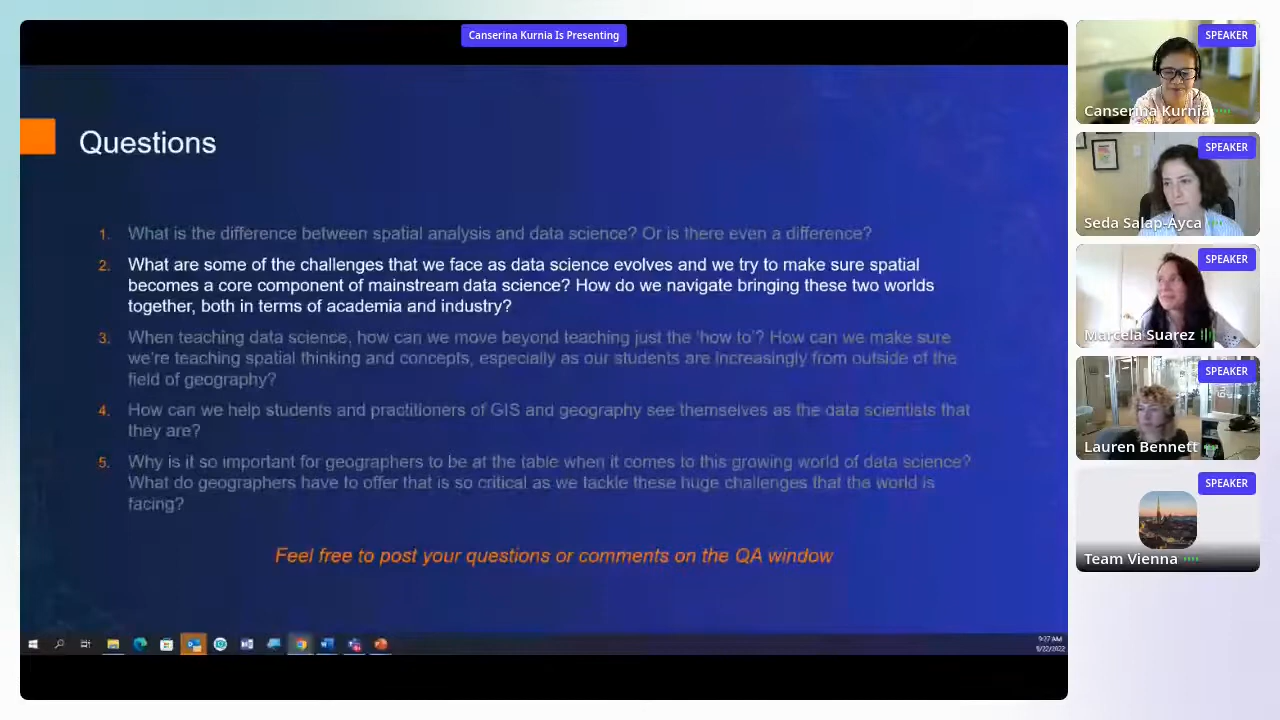 Canserina Kurnia Is Presenting
Questions
1. What is the difference between spatial analysis and data science? Or is there even a difference?
2. What are some of the challenges that we face as data science evolves and we try to make sure spatial
becomes a core component of mainstream data science? How do we navigate bringing these two worlds
together, both in terms of academia and industry?
3. When teaching data science, how can we move beyond teaching just the 'how to'? How can we make sure
we're teaching spatial thinking and concepts, especially as our students are increasingly from outside of the
field of geography?
4. How can we help students and practitioners of GIS and geography see themselves as the data scientists that
they are?
5. Why is it so important for geographers to be at the table when it comes to this growing world of data science?
What do geographers have to offer that is so critical as we tackle these huge challenges that the world is
facing?
Feel free to post your questions or comments on the QA window
SPEAKER
Canserina Kurnia
SPEAKER
Seda Salap-Ayca
SPEAKER
Marcela Suarez
SPEAKER
Lauren Bennett
SPEAKER
Team Vienna